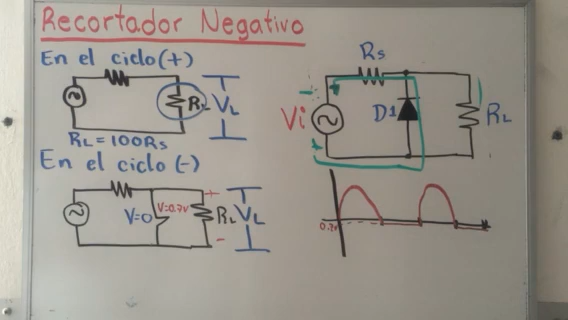 Recortador Negativo
En el ciclo (+)
RL VL
RL = 100Rs
En el ciclo (-)
V=0 V=0.7V + RL VL
-
Rs
Vi D1 RL
- +
+
0.7V